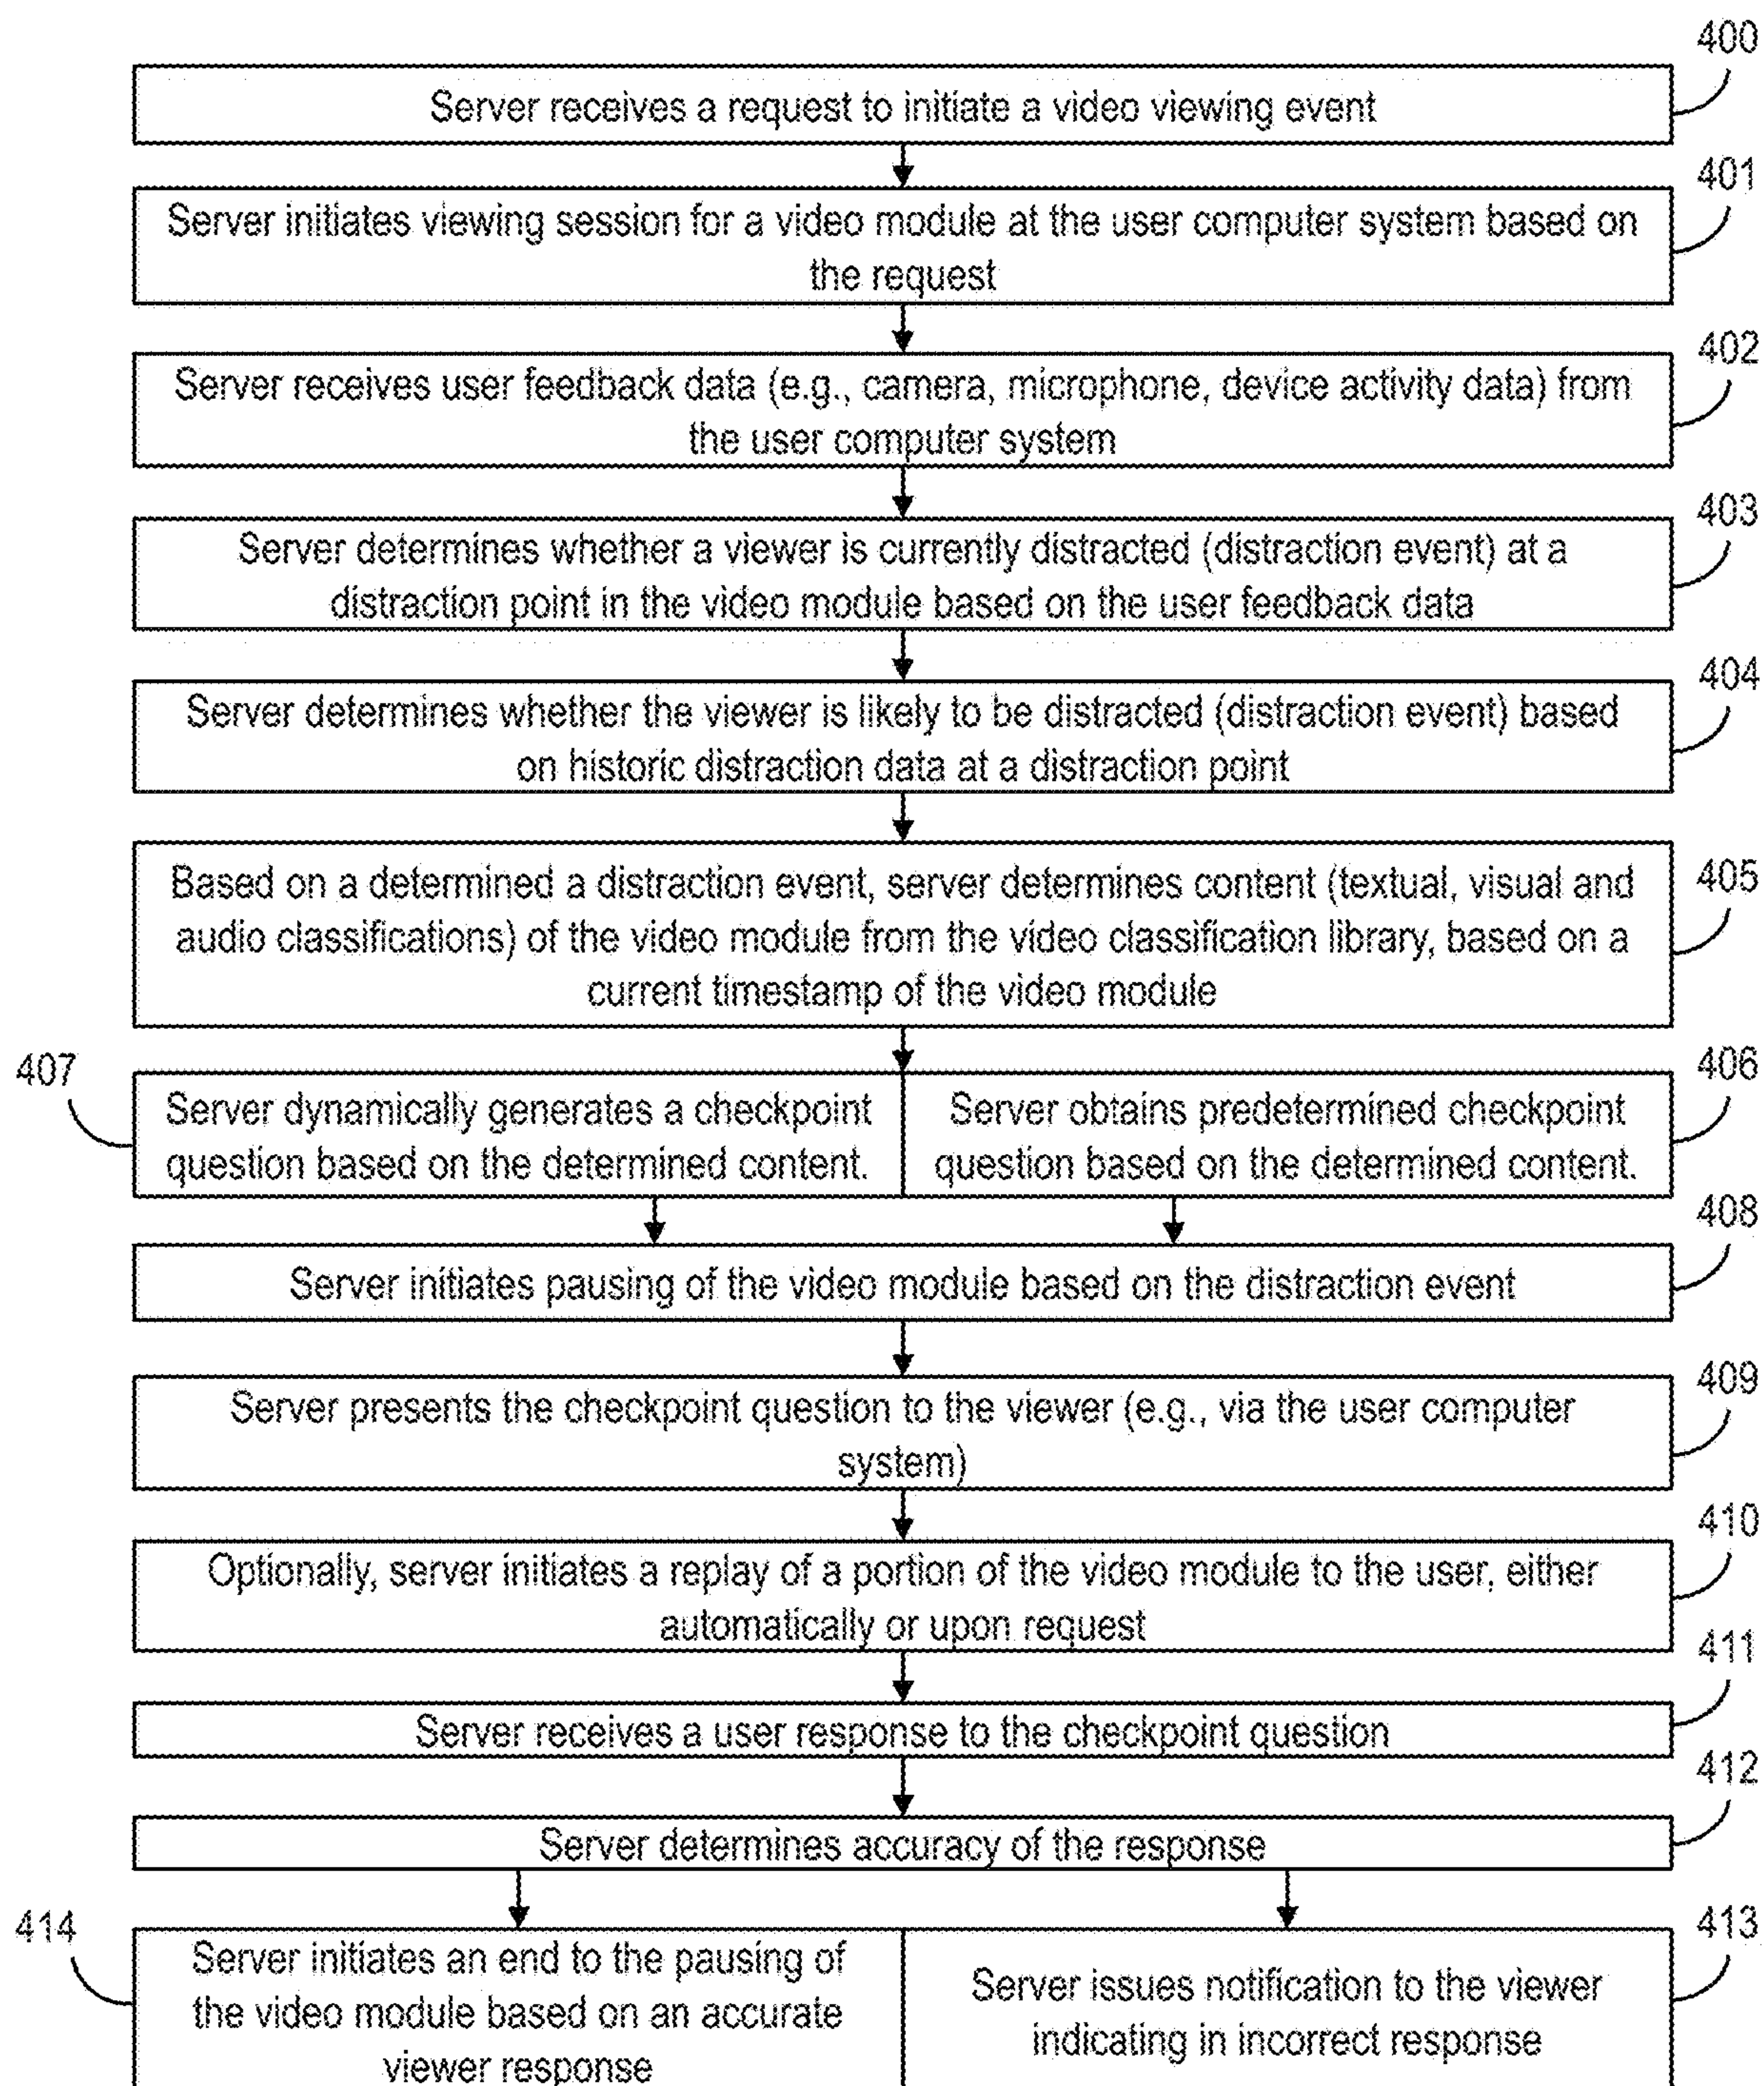 400
Server receives a request to initiate a video viewing event
401
Server initiates viewing session for a video module at the user computer system based on
the request
402
Server receives user feedback data (e.g., camera, microphone, device activity data) from
the user computer system
403
Server determines whether a viewer is currently distracted (distraction event) at a
distraction point in the video module based on the user feedback data
404
Server determines whether the viewer is likely to be distracted (distraction event) based
on historic distraction data at a distraction point
405
Based on a determined a distraction event, server determines content (textual, visual and
audio classifications) of the video module from the video classification library, based on a
current timestamp of the video module
407
Server dynamically generates a checkpoint
question based on the determined content.
406
Server obtains predetermined checkpoint
question based on the determined content.
408
Server initiates pausing of the video module based on the distraction event
409
Server presents the checkpoint question to the viewer (e.g., via the user computer
system)
410
Optionally, server initiates a replay of a portion of the video module to the user, either
automatically or upon request
411
Server receives a user response to the checkpoint question
412
Server determines accuracy of the response
414
Server initiates an end to the pausing of
the video module based on an accurate
viewer response
413
Server issues notification to the viewer
indicating in incorrect response